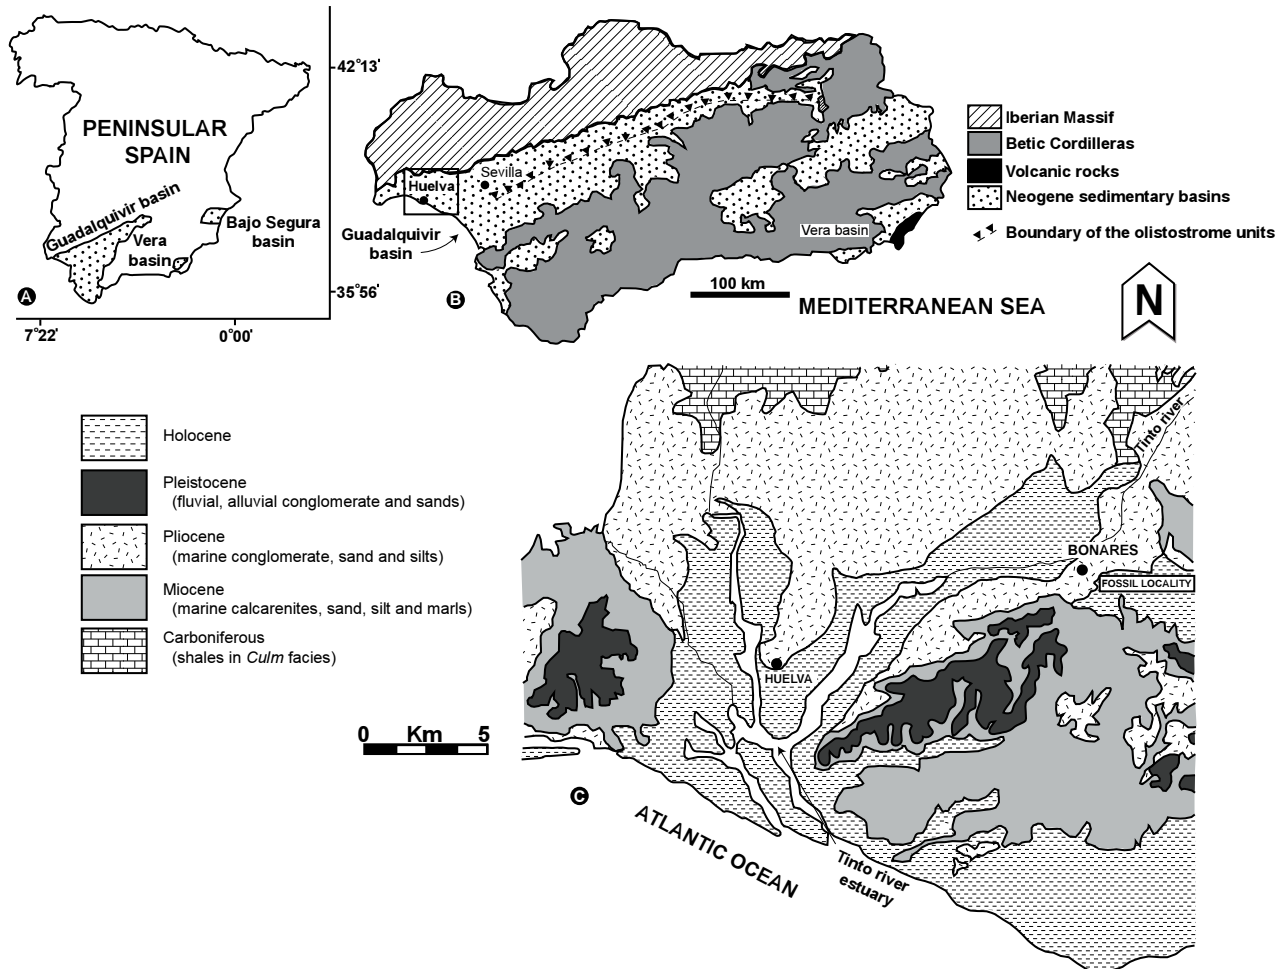 PENINSULAR
SPAIN
Guadalquivir basin
Vera
basin
Bajo Segura
basin
A
42°13'
35°56'
7°22'
0°00'
Sevilla
Huelva
Guadalquivir
basin
Vera basin
B
100 km
MEDITERRANEAN SEA
Iberian Massif
Betic Cordilleras
Volcanic rocks
Neogene sedimentary basins
Boundary of the olistostrome units
N
Holocene
Pleistocene
(fluvial, alluvial conglomerate and sands)
Pliocene
(marine conglomerate, sand and silts)
Miocene
(marine calcarenites, sand, silt and marls)
Carboniferous
(shales in Culm facies)
0 Km 5
C
Tinto river
BONARES
FOSSIL LOCALITY
HUELVA
ATLANTIC OCEAN
Tinto river
estuary